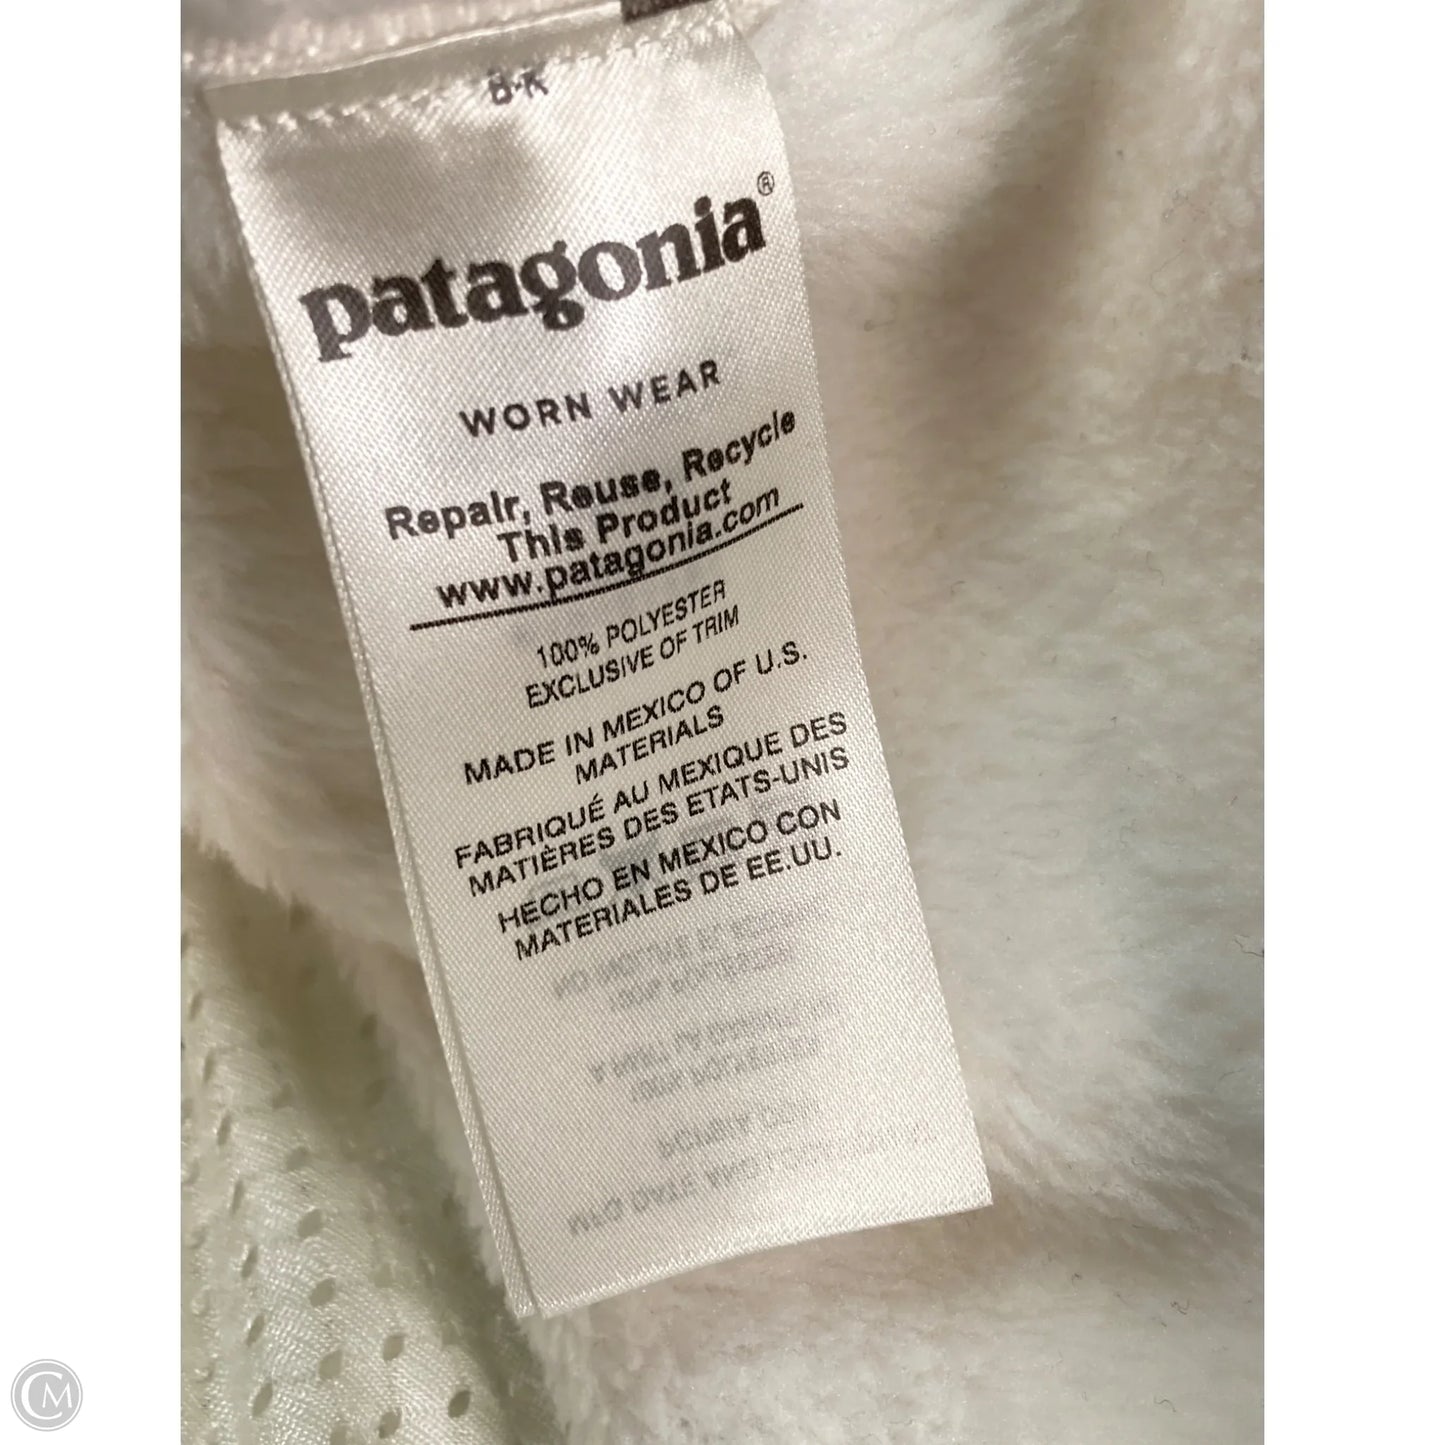 B-K
patagonia®
WORN WEAR
Repair, Reuse, Recycle
This Product
www.patagonia.com
100% POLYESTER
EXCLUSIVE OF TRIM
MADE IN MEXICO OF U.S.
MATERIALS
FABRIQUÉ AU MEXIQUE DES
MATIÈRES DES ETATS-UNIS
HECHO EN MEXICO CON
MATERIALES DE EE.UU.
CM